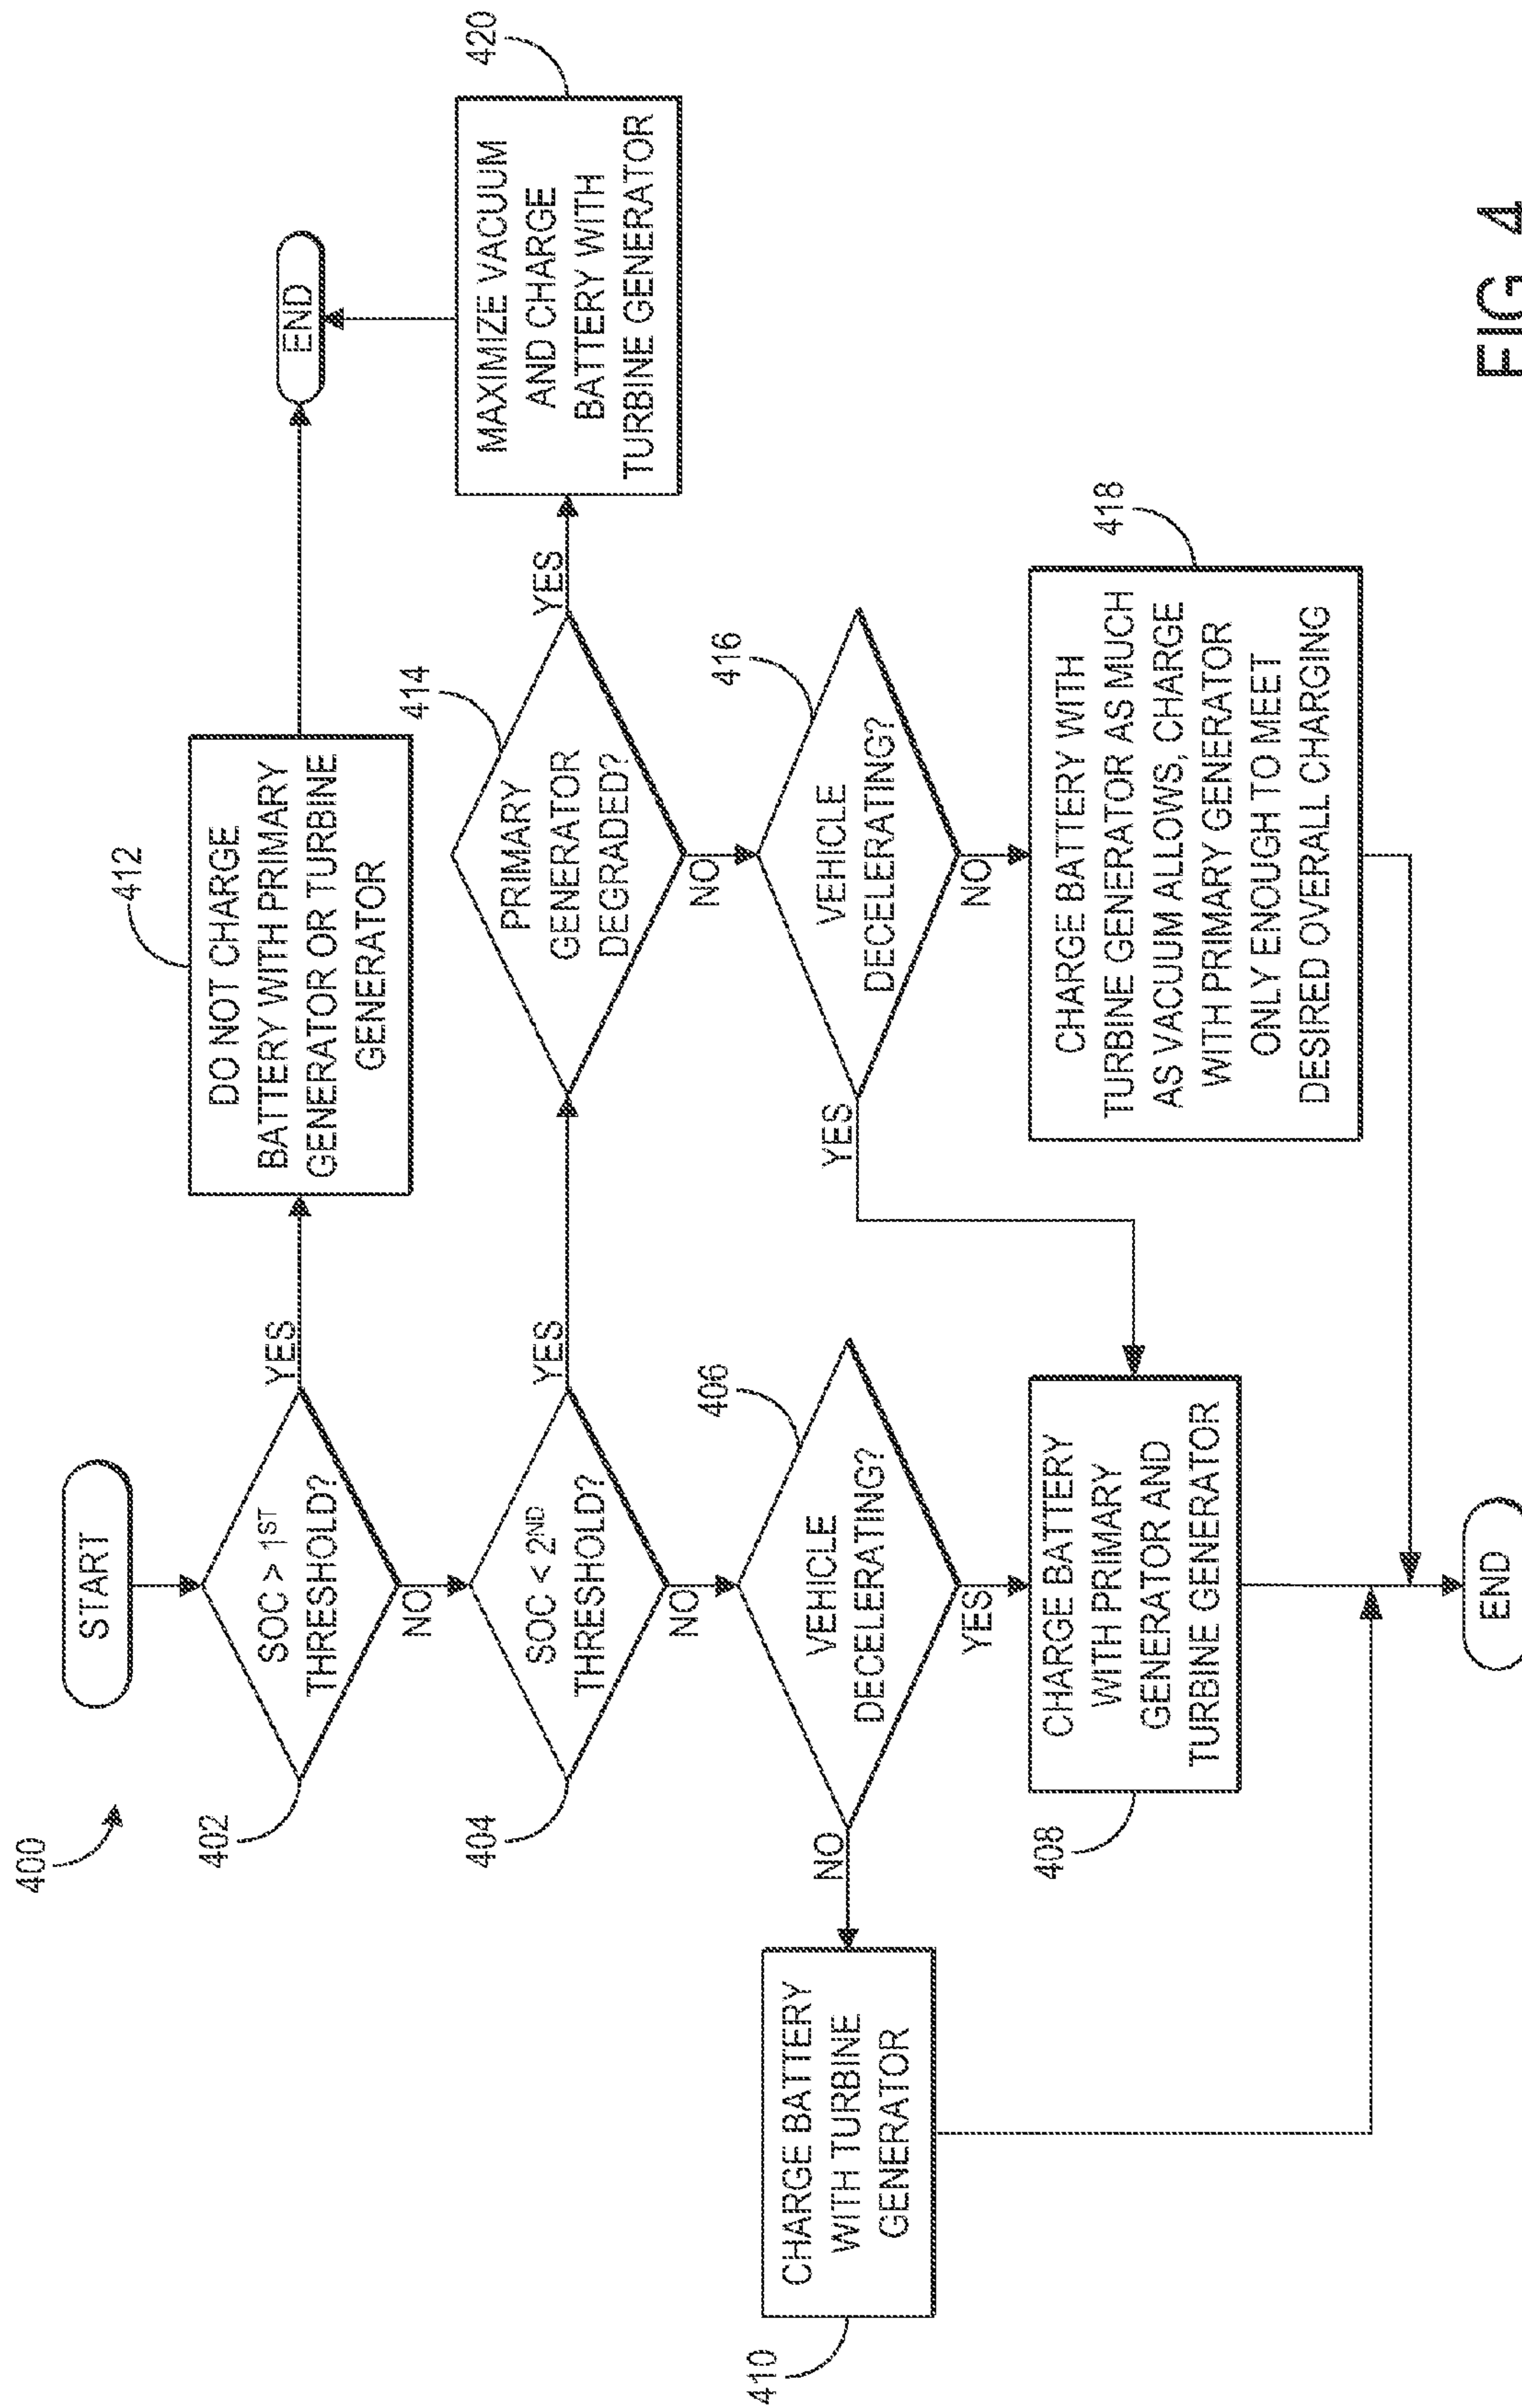 400
START
402
SOC > 1ST
THRESHOLD?
YES
NO
412
DO NOT CHARGE
BATTERY WITH PRIMARY
GENERATOR OR TURBINE
GENERATOR
END
404
SOC < 2ND
THRESHOLD?
YES
NO
414
PRIMARY
GENERATOR
DEGRADED?
YES
NO
420
MAXIMIZE VACUUM
AND CHARGE
BATTERY WITH
TURBINE GENERATOR
406
VEHICLE
DECELERATING?
NO
YES
416
VEHICLE
DECELERATING?
YES
NO
410
CHARGE BATTERY
WITH TURBINE
GENERATOR
408
CHARGE BATTERY
WITH PRIMARY
GENERATOR AND
TURBINE GENERATOR
418
CHARGE BATTERY WITH
TURBINE GENERATOR AS MUCH
AS VACUUM ALLOWS, CHARGE
WITH PRIMARY GENERATOR
ONLY ENOUGH TO MEET
DESIRED OVERALL CHARGING
END
FIG. 4